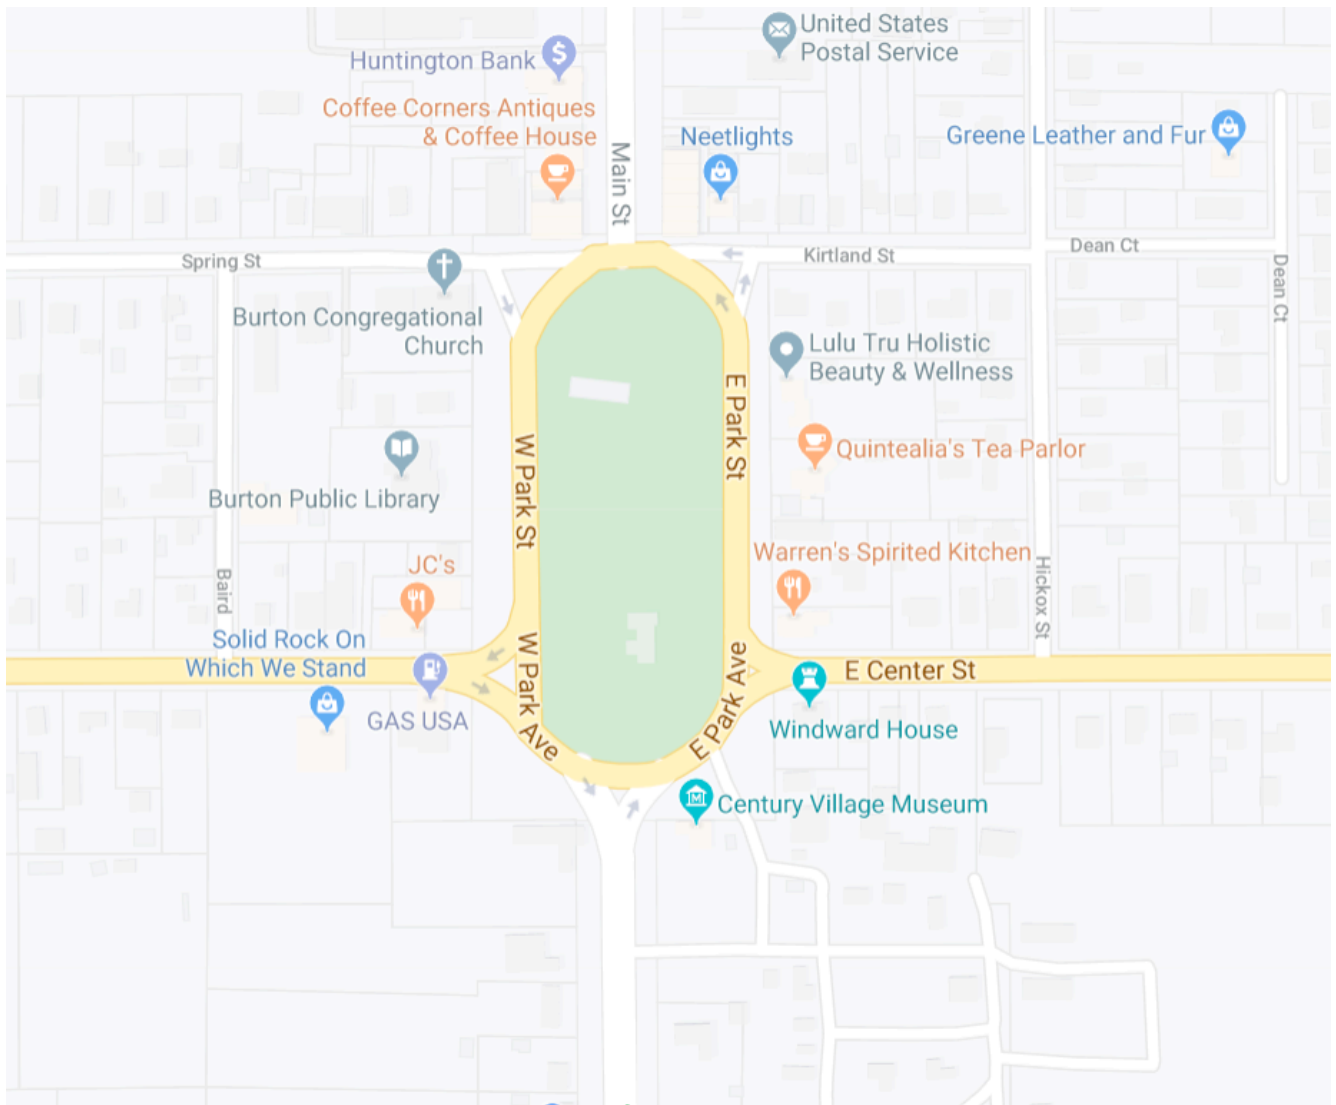 United States
Postal Service
Huntington Bank
Coffee Corners Antiques
& Coffee House
Neetlights
Greene Leather and Fur
Main St
Spring St
Kirtland St
Dean Ct
Dean Ct
Burton Congregational
Church
Lulu Tru Holistic
Beauty & Wellness
E Park St
W Park St
Quintealia's Tea Parlor
Burton Public Library
Warren's Spirited Kitchen
JC's
Baird
Hickox St
Solid Rock On
Which We Stand
W Park Ave
E Park Ave
E Center St
GAS USA
Windward House
Century Village Museum